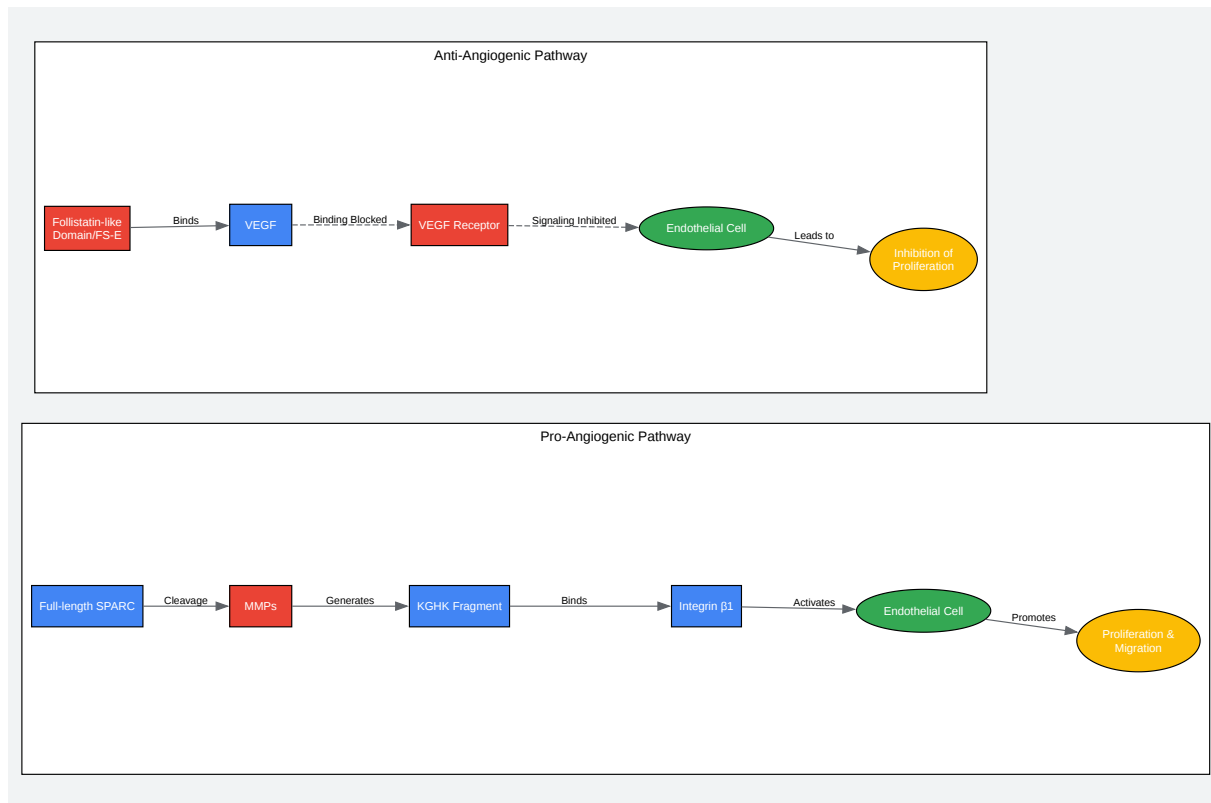 Anti-Angiogenic Pathway
Follistatin-like
Domain/FS-E
Binds
VEGF
Binding Blocked
VEGF Receptor
Signaling Inhibited
Endothelial Cell
Leads to
Inhibition of
Proliferation
Pro-Angiogenic Pathway
Full-length SPARC
Cleavage
MMPs
Generates
KGHK Fragment
Binds
Integrin β1
Activates
Endothelial Cell
Promotes
Proliferation &
Migration